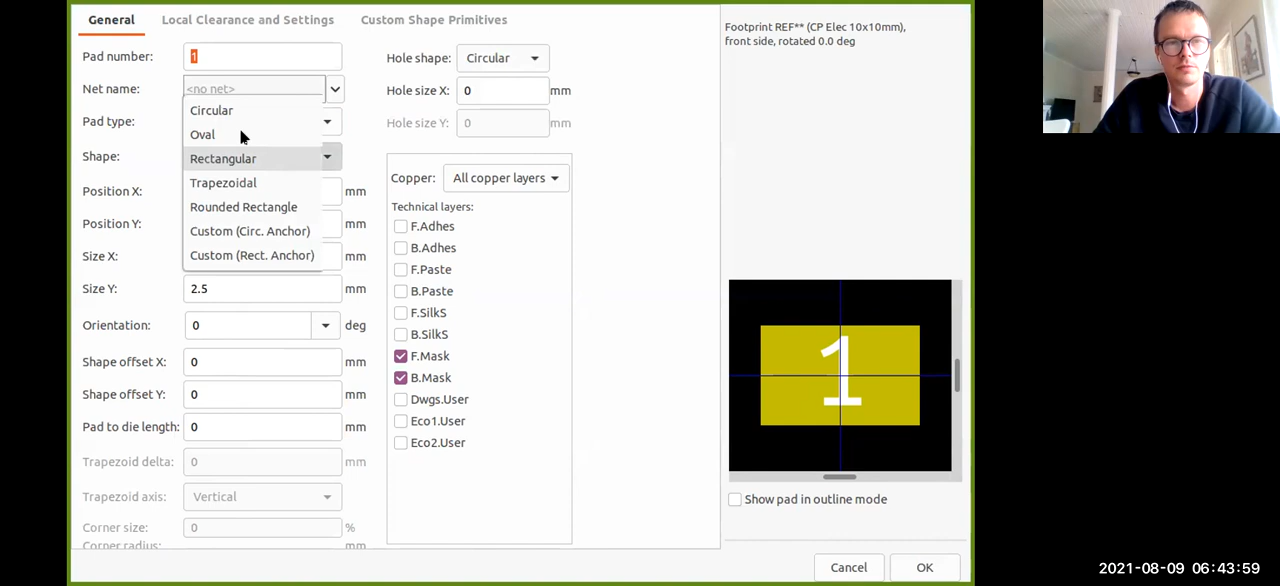 General Local Clearance and Settings Custom Shape Primitives
Pad number: 1
Net name: <no net>
Pad type:
Shape:
Circular
Oval
Rectangular
Trapezoidal
Rounded Rectangle
Custom (Circ. Anchor)
Custom (Rect. Anchor)
Position X: mm
Position Y: mm
Size X: mm
Size Y: 2.5 mm
Orientation: 0 deg
Shape offset X: 0 mm
Shape offset Y: 0 mm
Pad to die length: 0 mm
Trapezoid delta: 0 mm
Trapezoid axis: Vertical
Corner size: 0 %
Corner radius: mm
Hole shape: Circular
Hole size X: 0 mm
Hole size Y: 0 mm
Copper: All copper layers
Technical layers:
F.Adhes
B.Adhes
F.Paste
B.Paste
F.SilkS
B.SilkS
F.Mask
B.Mask
Dwgs.User
Eco1.User
Eco2.User
Footprint REF** (CP Elec 10x10mm),
front side, rotated 0.0 deg
1
Show pad in outline mode
Cancel OK
2021-08-09 06:43:59